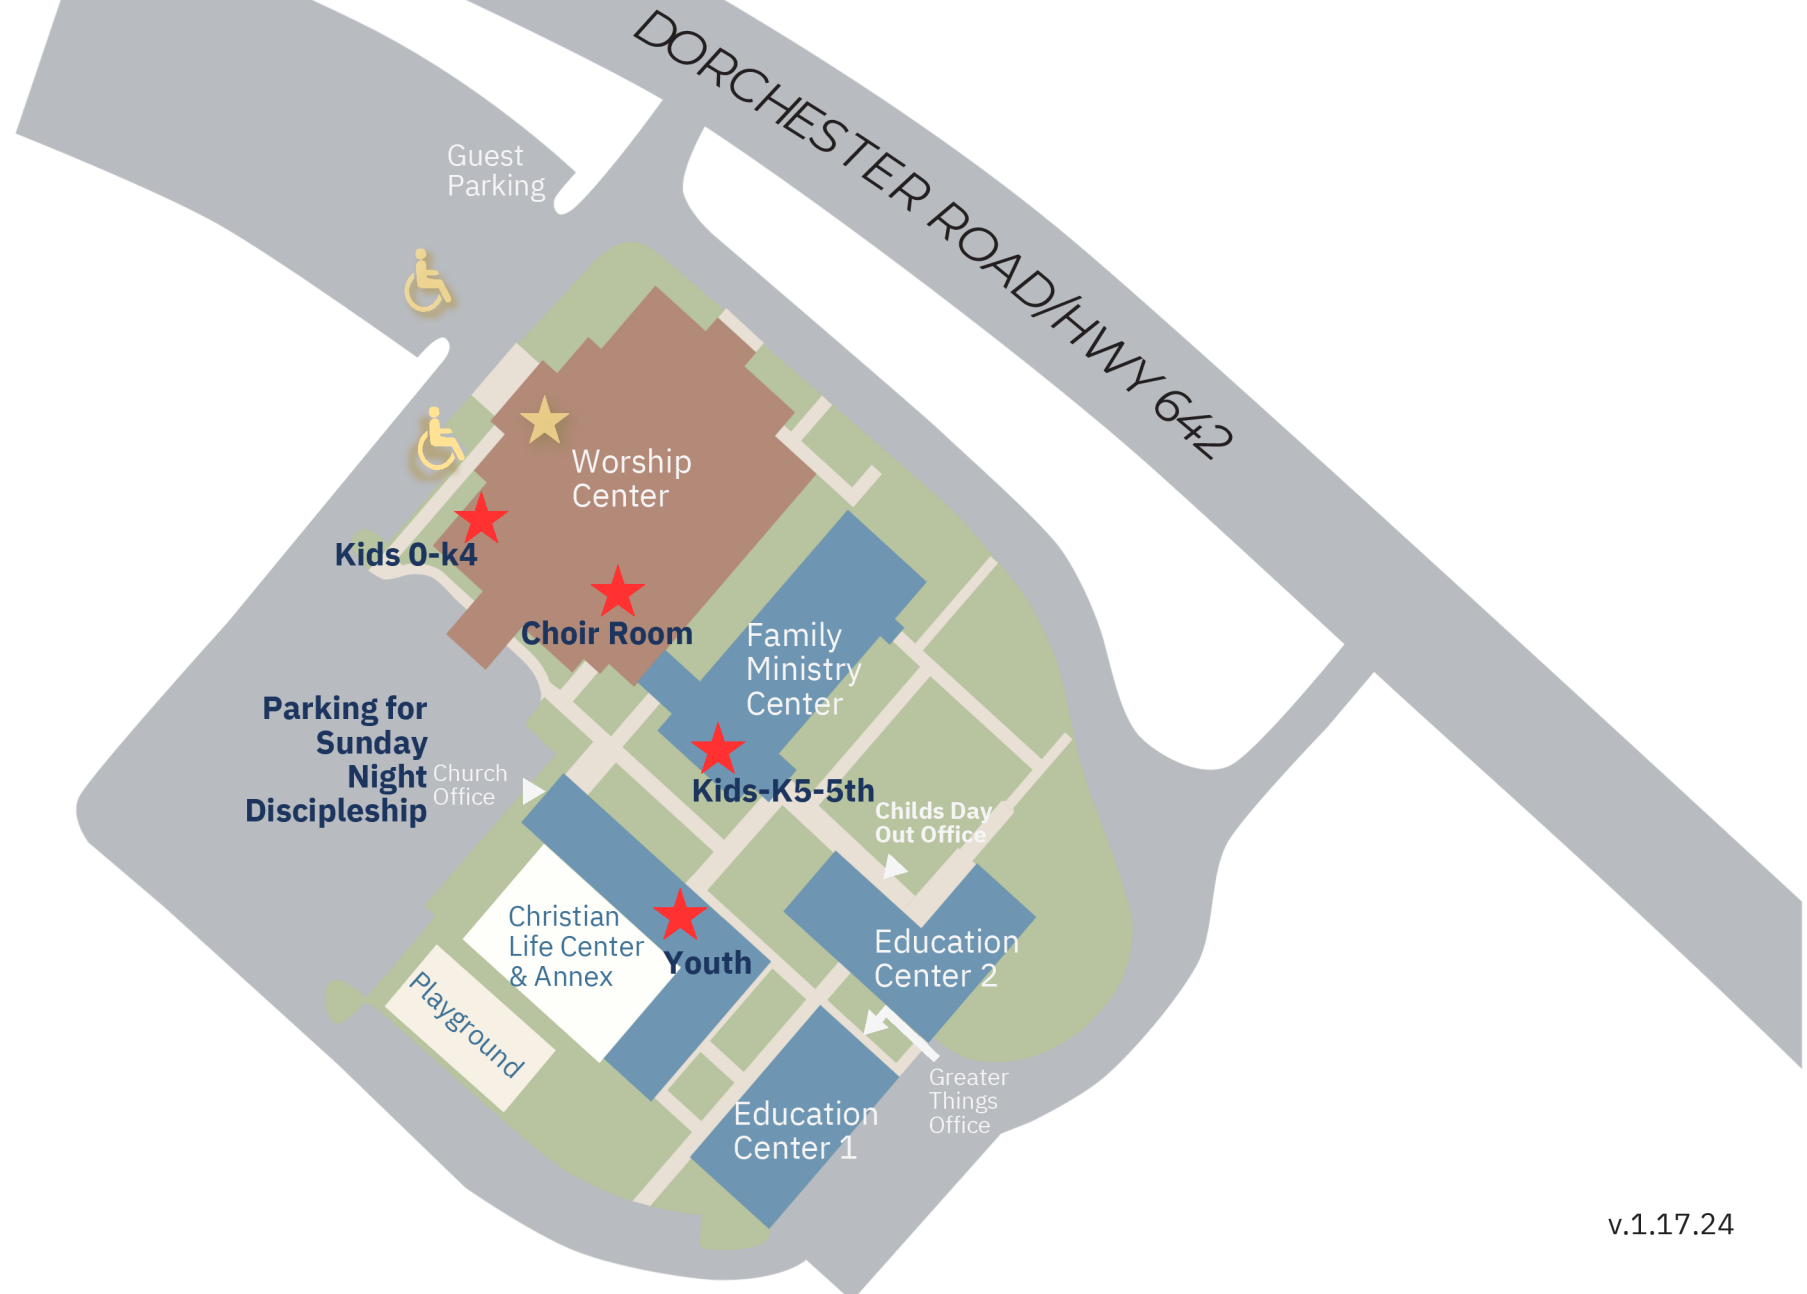 DORCHESTER ROAD/HWY 642
Guest
Parking
Worship
Center
Kids 0-k4
Choir Room
Family
Ministry
Center
Parking for
Sunday
Night
Discipleship
Church
Office
Kids-K5-5th
Childs Day
Out Office
Christian
Life Center
& Annex
Youth
Education
Center 2
Playground
Greater
Things
Office
Education
Center 1
v.1.17.24